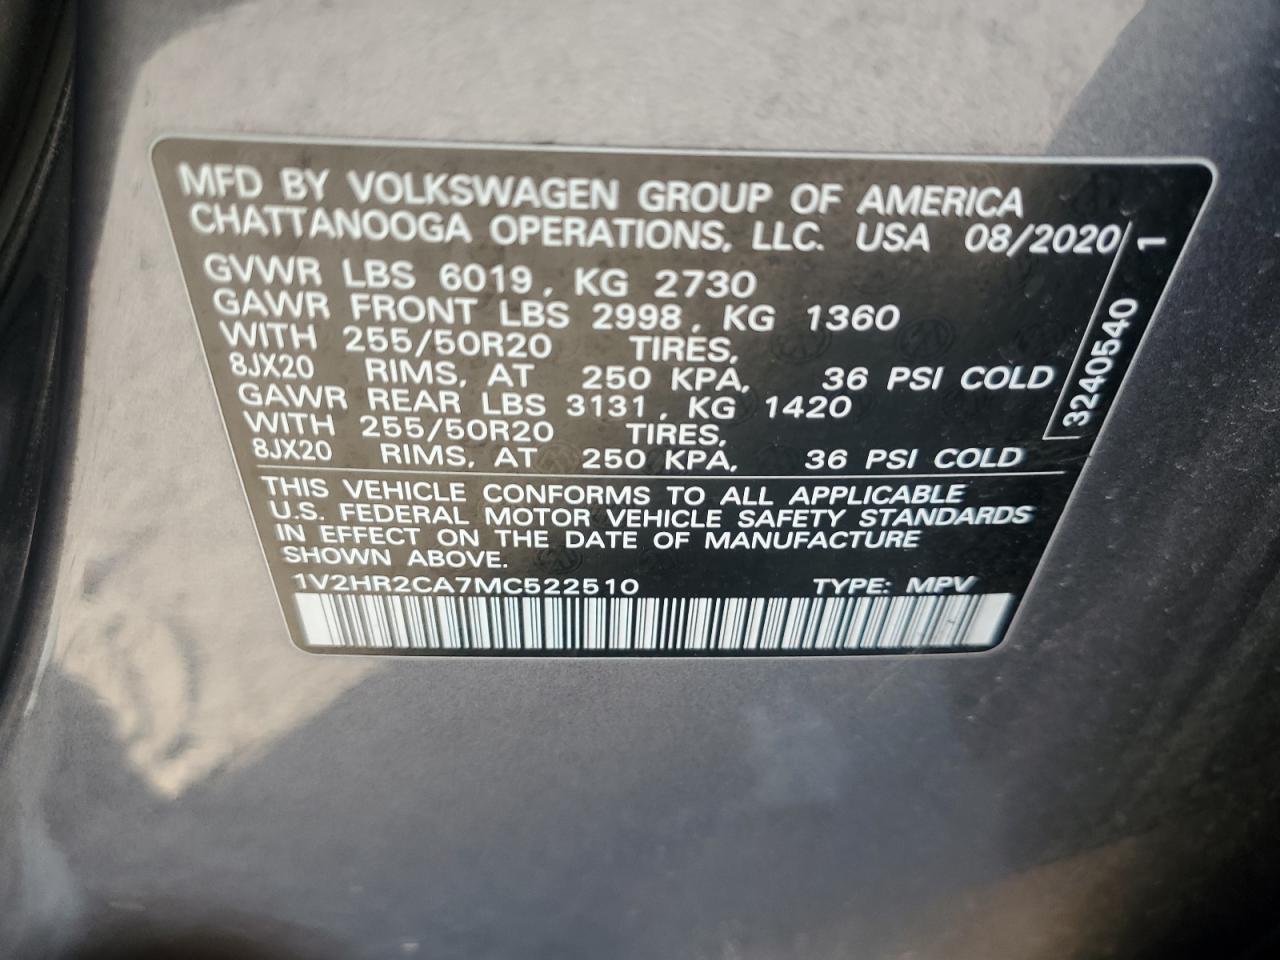 MFD BY VOLKSWAGEN GROUP OF AMERICA
CHATTANOOGA OPERATIONS, LLC. USA 08/2020
GVWR LBS 6019, KG 2730
GAWR FRONT LBS 2998, KG 1360
WITH 255/50R20 TIRES,
8JX20 RIMS, AT 250 KPA, 36 PSI COLD
GAWR REAR LBS 3131, KG 1420
WITH 255/50R20 TIRES,
8JX20 RIMS, AT 250 KPA, 36 PSI COLD
THIS VEHICLE CONFORMS TO ALL APPLICABLE
U.S. FEDERAL MOTOR VEHICLE SAFETY STANDARDS
IN EFFECT ON THE DATE OF MANUFACTURE
SHOWN ABOVE.
1V2HR2CA7MC522510 TYPE: MPV
3240540 1